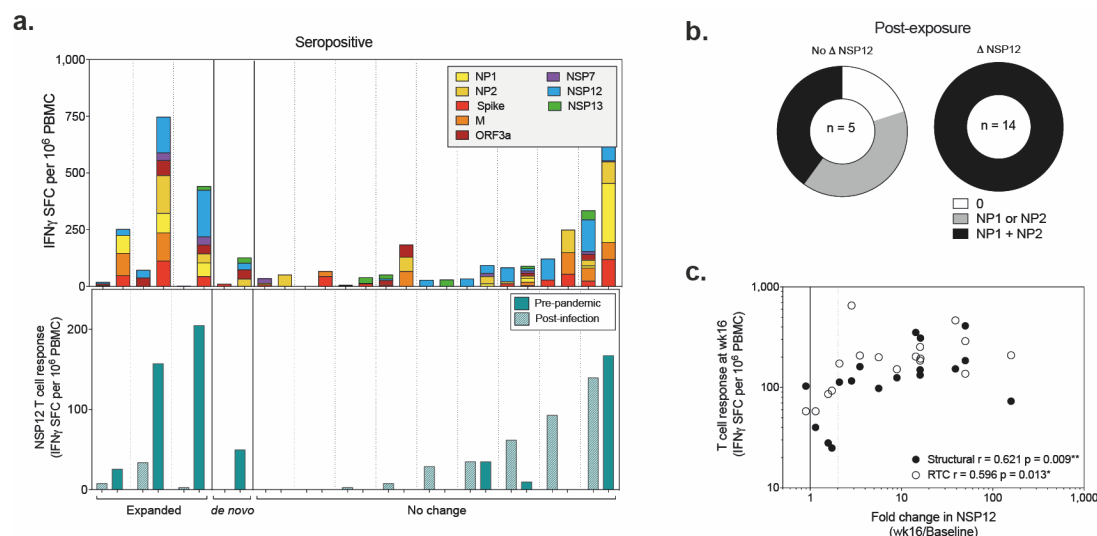 a.
Seropositive
1,000
750
500
250
0
IFNγ SFC per 10⁶ PBMC
NP1
NP2
Spike
M
ORF3a
NSP7
NSP12
NSP13
200
100
0
NSP12 T cell response
(IFNγ SFC per 10⁶ PBMC)
Pre-pandemic
Post-infection
Expanded
de novo
No change
b.
Post-exposure
No Δ NSP12
Δ NSP12
n = 5
n = 14
0
NP1 or NP2
NP1 + NP2
c.
1,000
100
10
T cell response at wk16
(IFNγ SFC per 10⁶ PBMC)
Structural r = 0.621 p = 0.009**
RTC r = 0.596 p = 0.013*
1
10
100
1,000
Fold change in NSP12
(wk16/Baseline)